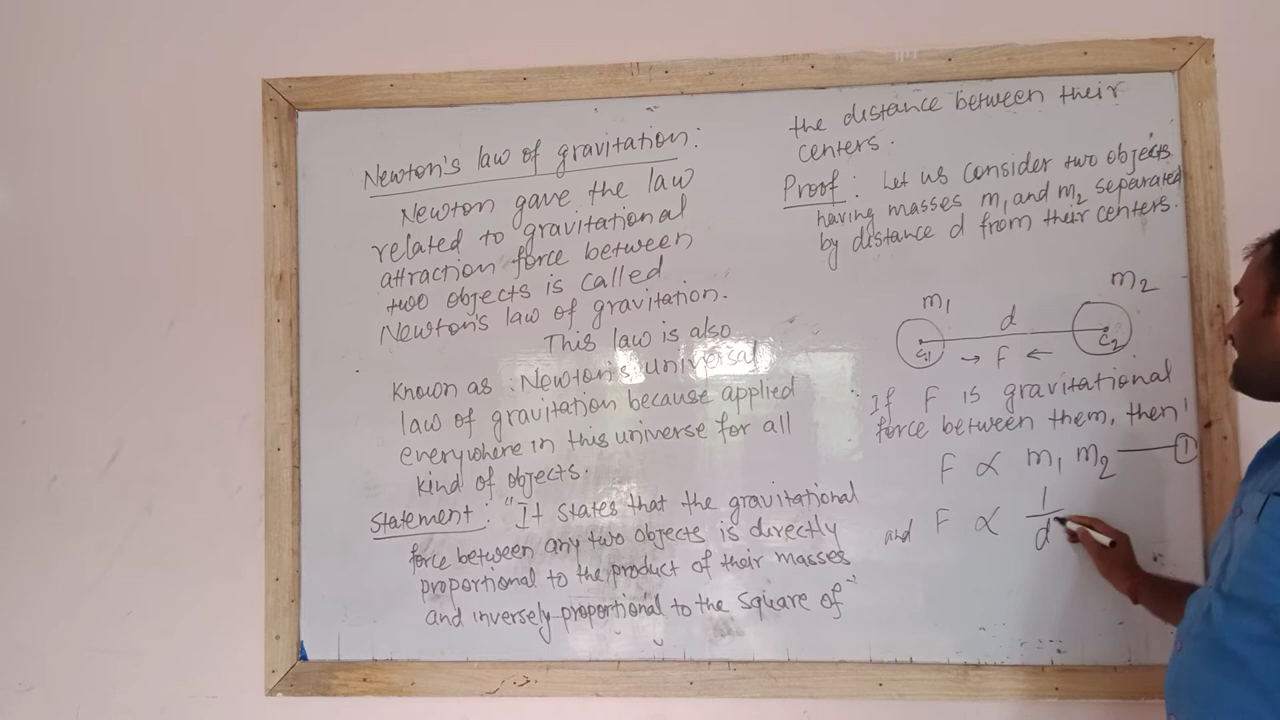 Newton's law of gravitation:
Newton gave the law
related to gravitational
attraction force between
two objects is called
Newton's law of gravitation.
This law is also
known as : Newton's universal
law of gravitation because applied
everywhere in this universe for all
kind of objects.
Statement : "It states that the gravitational
force between any two objects is directly
proportional to the product of their masses
and inversely proportional to the square of
the distance between their
centers.
Proof : Let us consider two objects
having masses m₁ and m₂ separated
by distance d from their centers.
m₁ m₂
d
C₁ C₂
→ F ←
If F is gravitational
force between them, then
F ∝ m₁ m₂ —— ①
and F ∝ 1/d